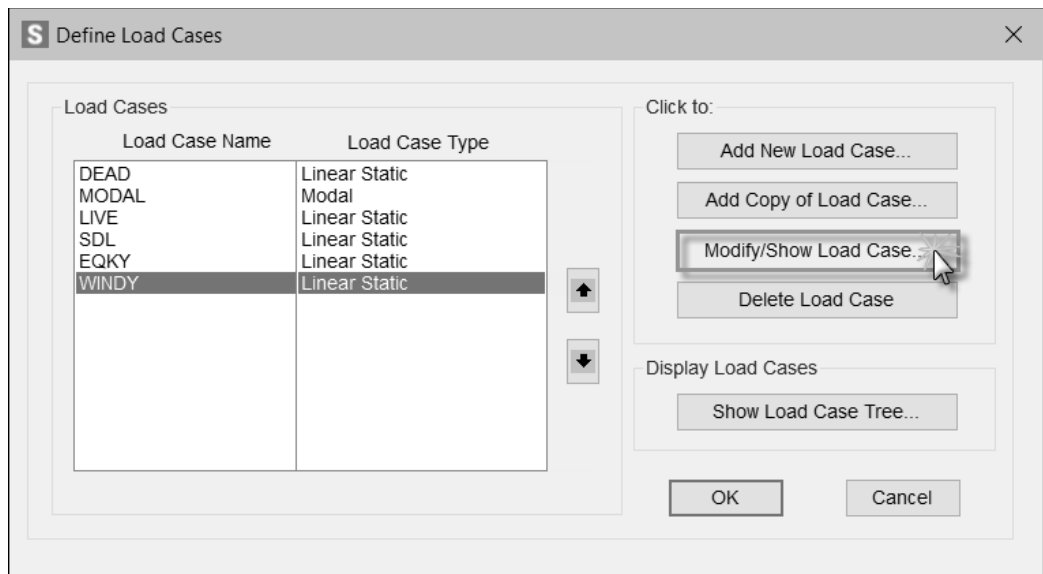 S Define Load Cases
Load Cases
Load Case Name Load Case Type
DEAD Linear Static
MODAL Modal
LIVE Linear Static
SDL Linear Static
EQKY Linear Static
WINDY Linear Static
Click to:
Add New Load Case...
Add Copy of Load Case...
Modify/Show Load Case...
Delete Load Case
Display Load Cases
Show Load Case Tree...
OK Cancel